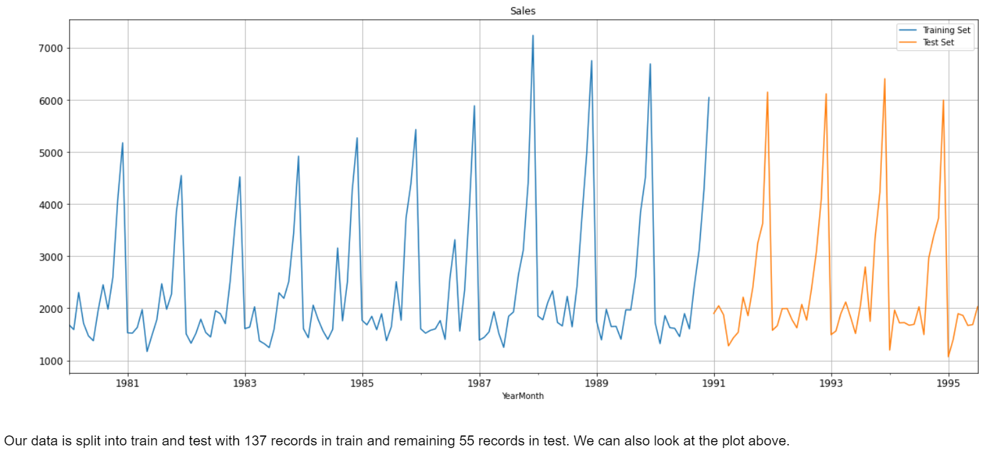 Sales
Training Set
Test Set
7000
6000
5000
4000
3000
2000
1000
1981 1983 1985 1987 1989 1991 1993 1995
YearMonth
Our data is split into train and test with 137 records in train and remaining 55 records in test. We can also look at the plot above.